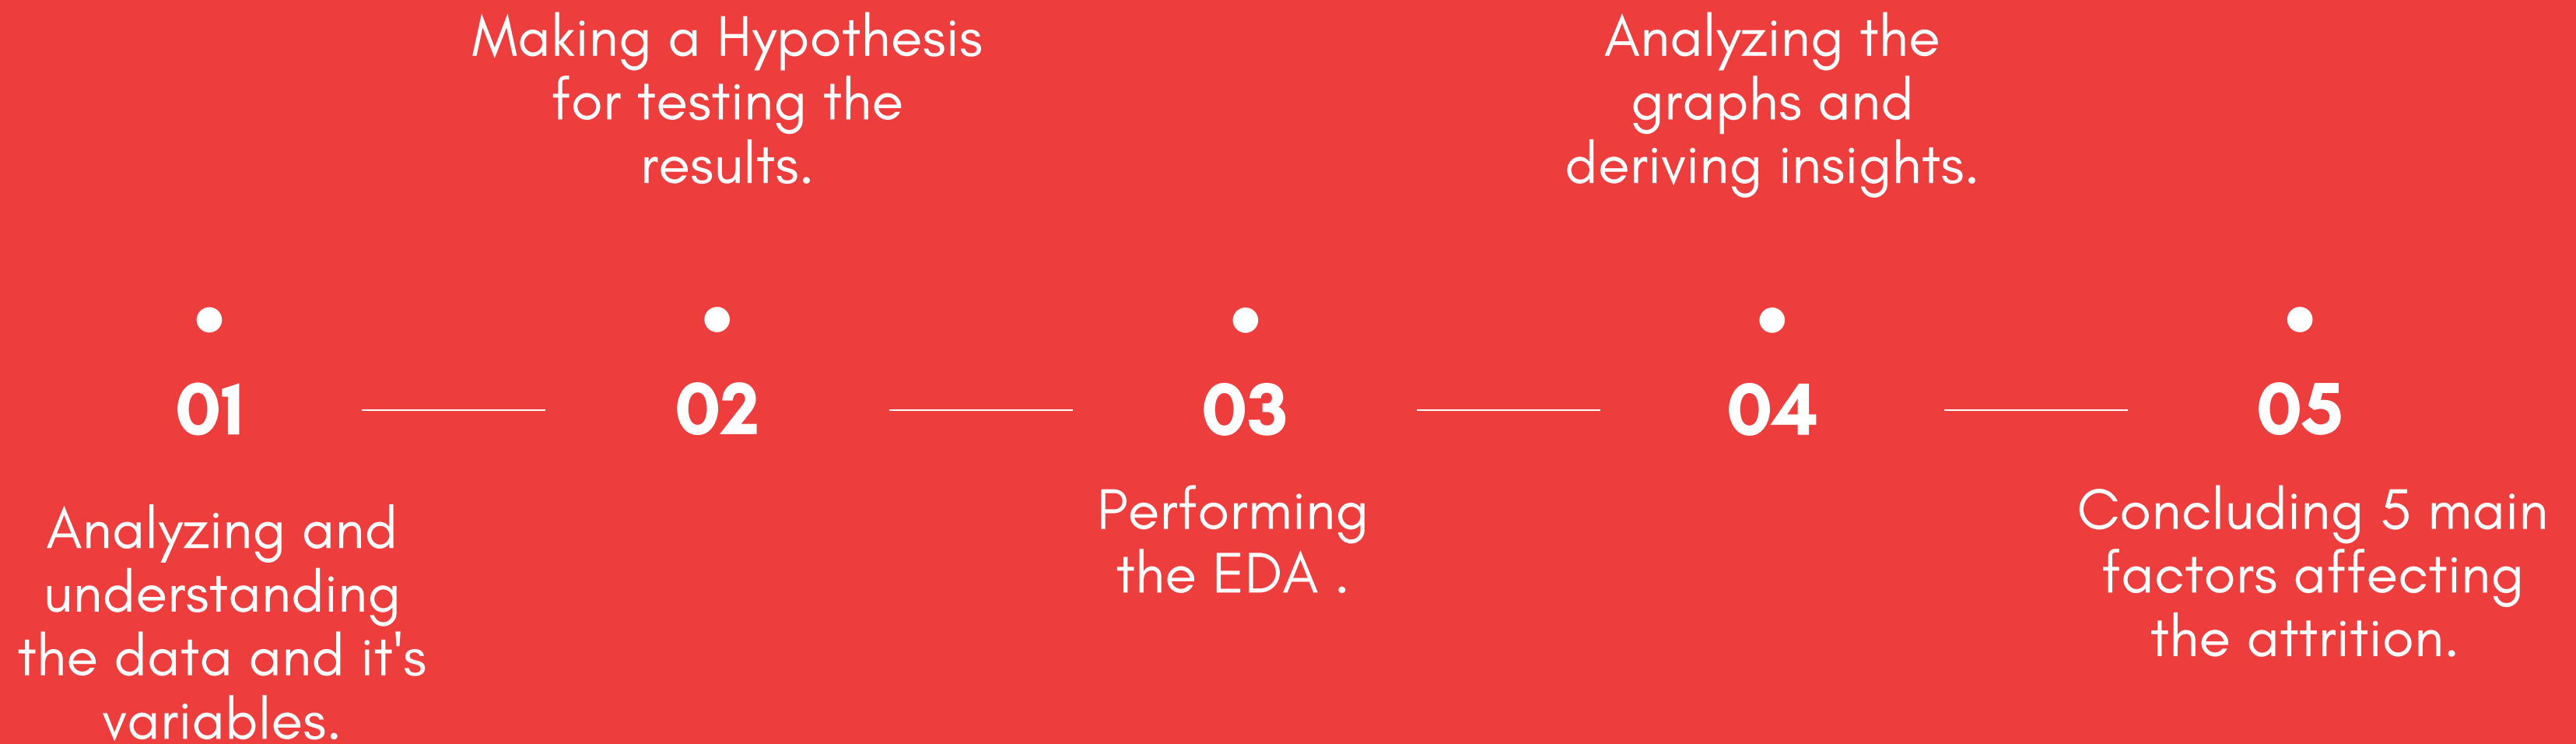 01
Analyzing and
understanding
the data and it's
variables.
Making a Hypothesis
for testing the
results.
02
03
Performing
the EDA .
Analyzing the
graphs and
deriving insights.
04
05
Concluding 5 main
factors affecting
the attrition.